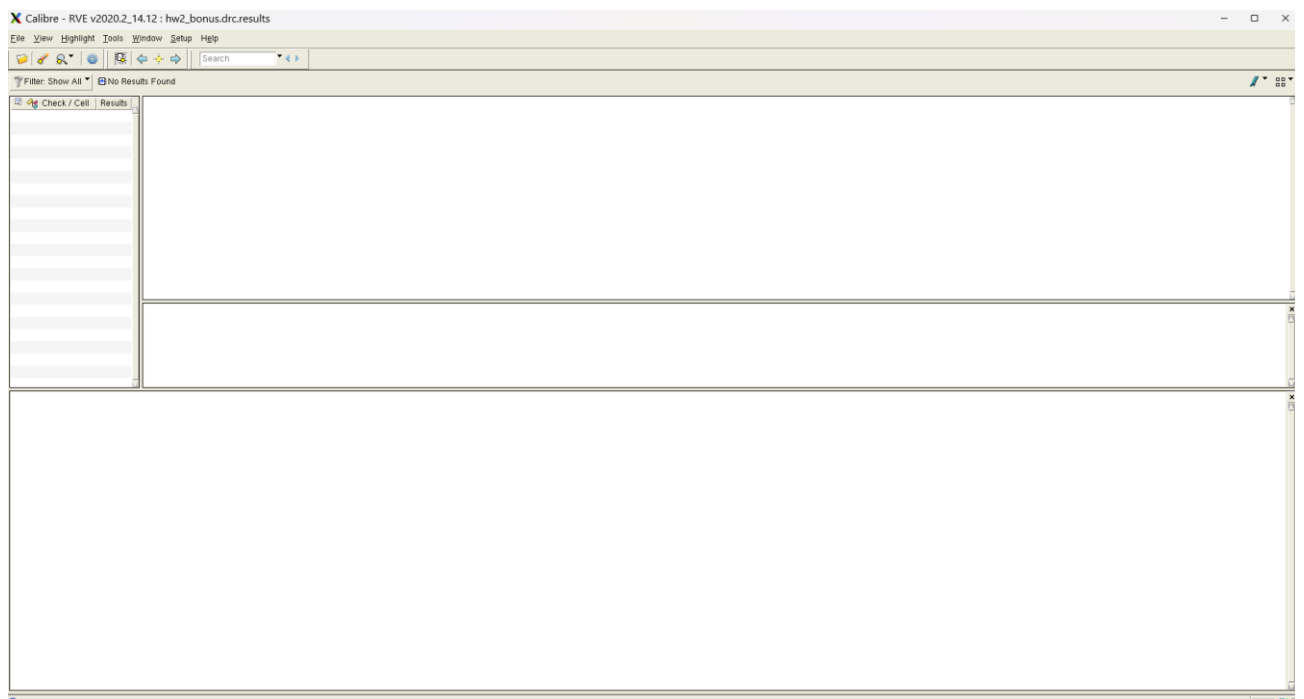 Calibre - RVE v2020.2_14.12 : hw2_bonus.drc.results
File View Highlight Tools Window Setup Help
Search
Filter: Show All No Results Found
Check / Cell Results